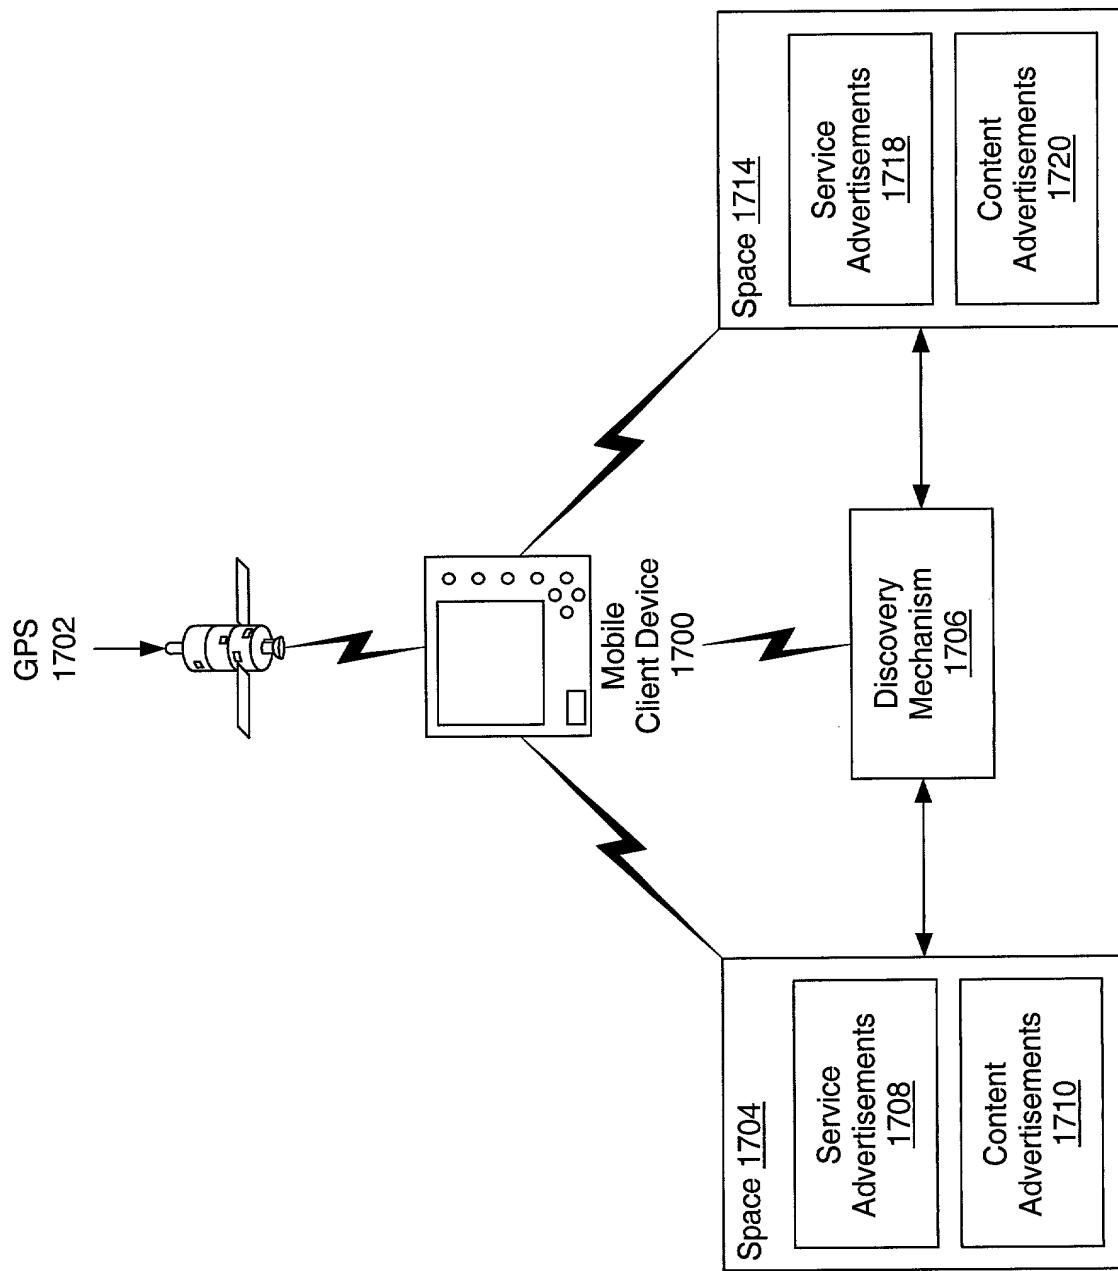 GPS
1702
Mobile
Client Device
1700
Discovery
Mechanism
1706
Space 1704
Service
Advertisements
1708
Content
Advertisements
1710
Space 1714
Service
Advertisements
1718
Content
Advertisements
1720